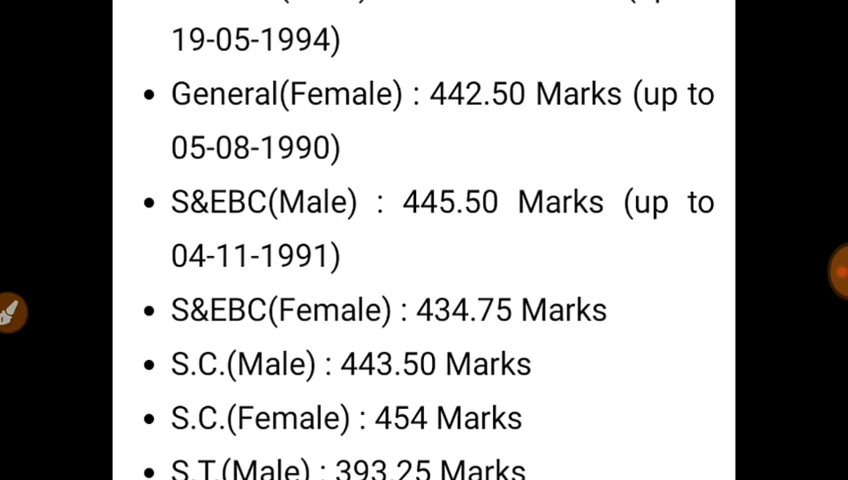 19-05-1994)
• General(Female) : 442.50 Marks (up to
05-08-1990)
• S&EBC(Male) : 445.50 Marks (up to
04-11-1991)
• S&EBC(Female) : 434.75 Marks
• S.C.(Male) : 443.50 Marks
• S.C.(Female) : 454 Marks
• S.T.(Male) : 393.25 Marks